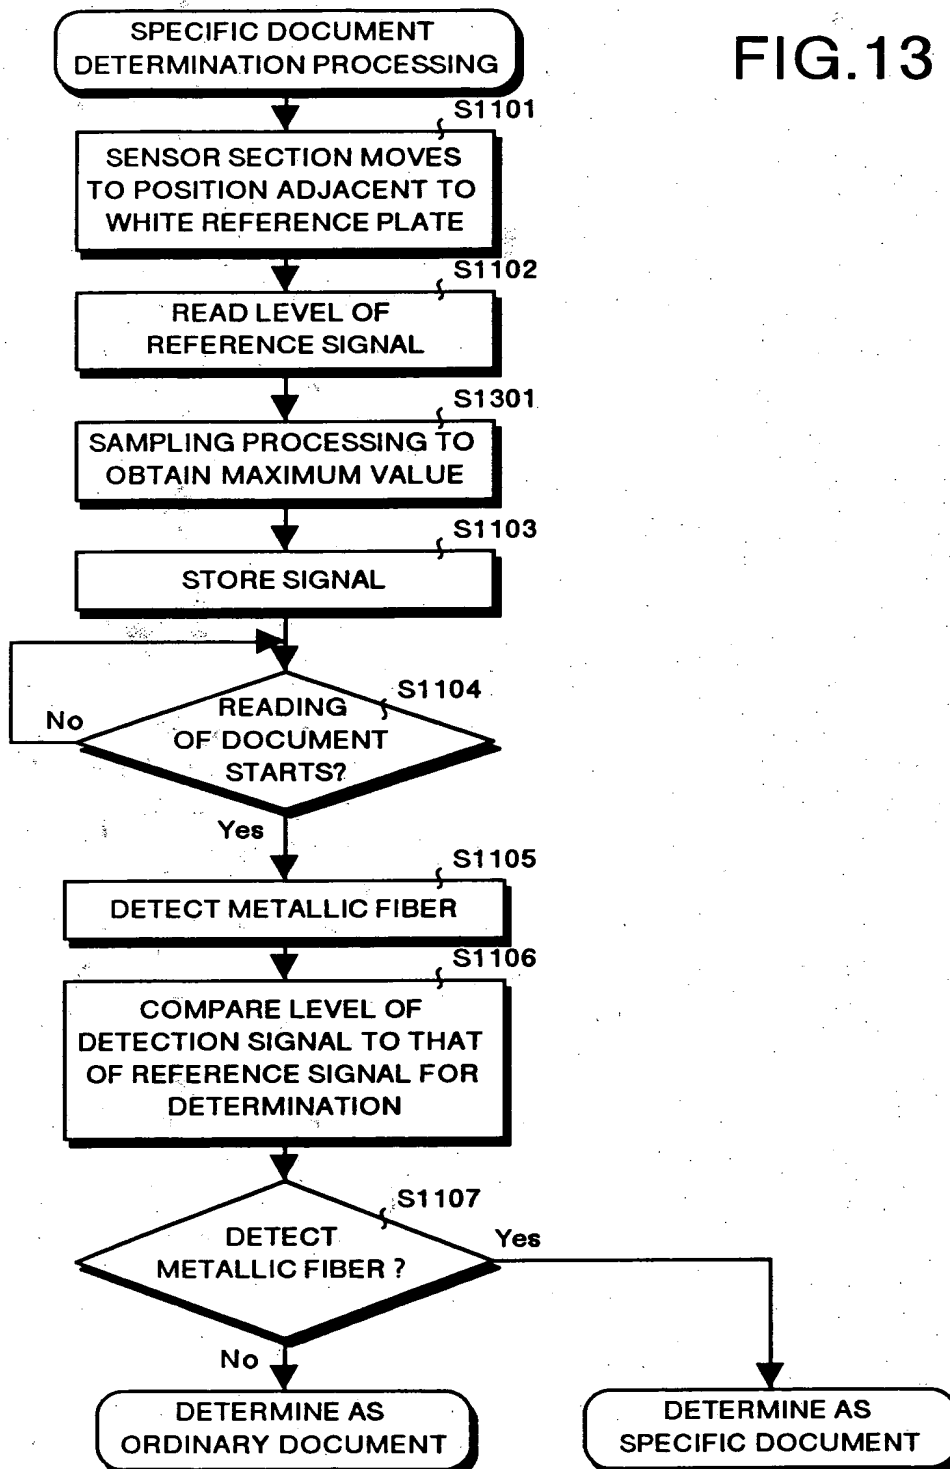 FIG.13
SPECIFIC DOCUMENT
DETERMINATION PROCESSING
S1101
SENSOR SECTION MOVES
TO POSITION ADJACENT TO
WHITE REFERENCE PLATE
S1102
READ LEVEL OF
REFERENCE SIGNAL
S1301
SAMPLING PROCESSING TO
OBTAIN MAXIMUM VALUE
S1103
STORE SIGNAL
S1104
READING
OF DOCUMENT
STARTS?
No
Yes
S1105
DETECT METALLIC FIBER
S1106
COMPARE LEVEL OF
DETECTION SIGNAL TO THAT
OF REFERENCE SIGNAL FOR
DETERMINATION
S1107
DETECT
METALLIC FIBER ?
Yes
No
DETERMINE AS
ORDINARY DOCUMENT
DETERMINE AS
SPECIFIC DOCUMENT